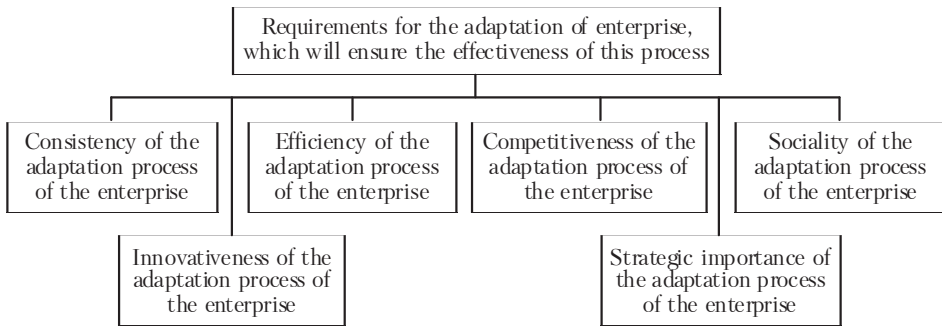 Requirements for the adaptation of enterprise,
which will ensure the effectiveness of this process
Consistency of the
adaptation process
of the enterprise
Efficiency of the
adaptation process
of the enterprise
Competitiveness of the
adaptation process of
the enterprise
Sociality of the
adaptation process
of the enterprise
Innovativeness of the
adaptation process of
the enterprise
Strategic importance of
the adaptation process
of the enterprise